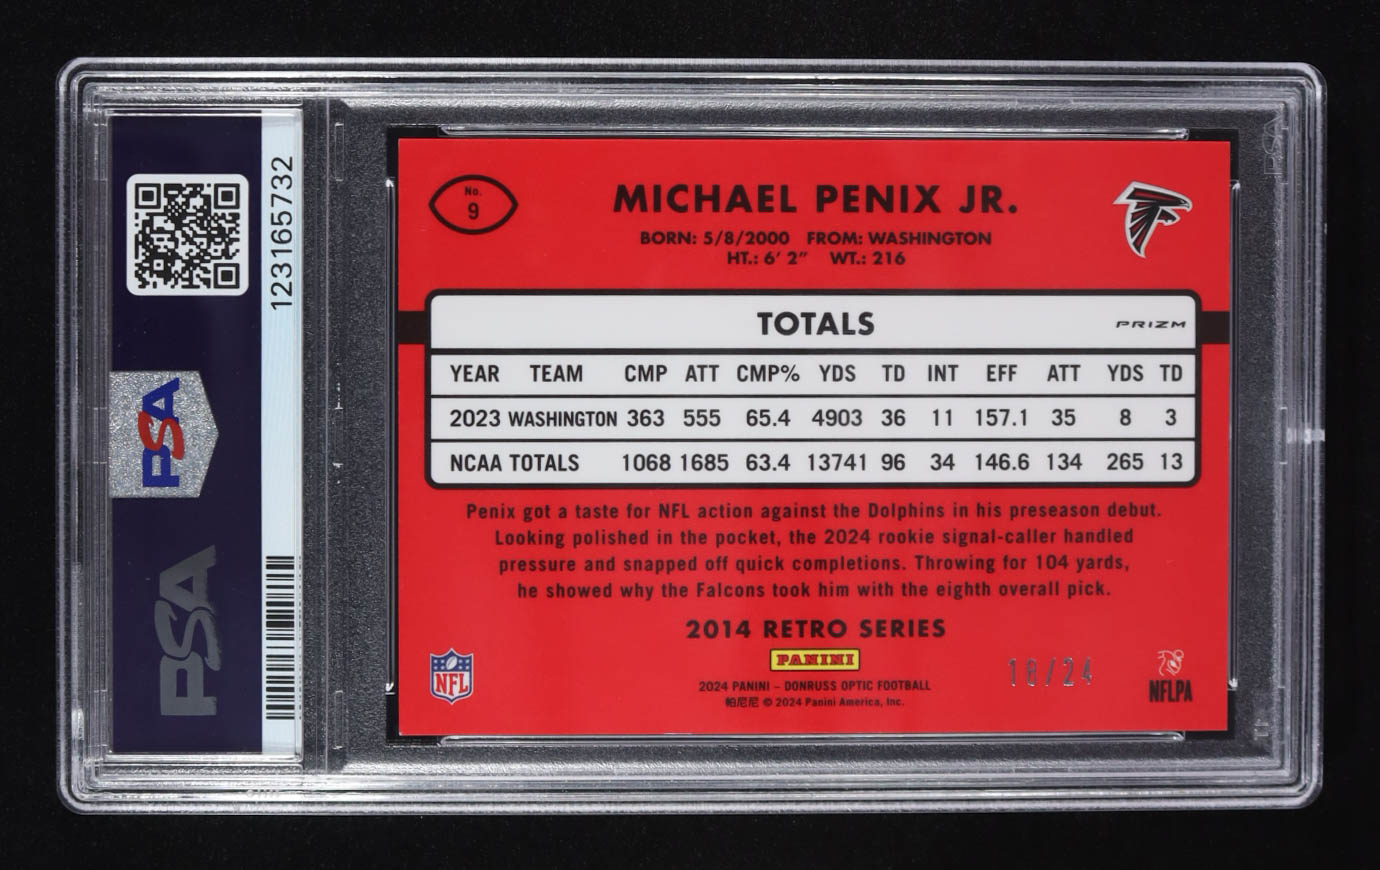 123165732
PSA
PSA
No.
9
MICHAEL PENIX JR.
BORN: 5/8/2000 FROM: WASHINGTON
HT.: 6' 2" WT.: 216
TOTALS
PRIZM
YEAR TEAM CMP ATT CMP% YDS TD INT EFF ATT YDS TD
2023 WASHINGTON 363 555 65.4 4903 36 11 157.1 35 8 3
NCAA TOTALS 1068 1685 63.4 13741 96 34 146.6 134 265 13
Penix got a taste for NFL action against the Dolphins in his preseason debut.
Looking polished in the pocket, the 2024 rookie signal-caller handled
pressure and snapped off quick completions. Throwing for 104 yards,
he showed why the Falcons took him with the eighth overall pick.
2014 RETRO SERIES
PANINI
2024 PANINI – DONRUSS OPTIC FOOTBALL
帕尼尼 © 2024 Panini America, Inc.
NFL
18/24
NFLPA
PSA